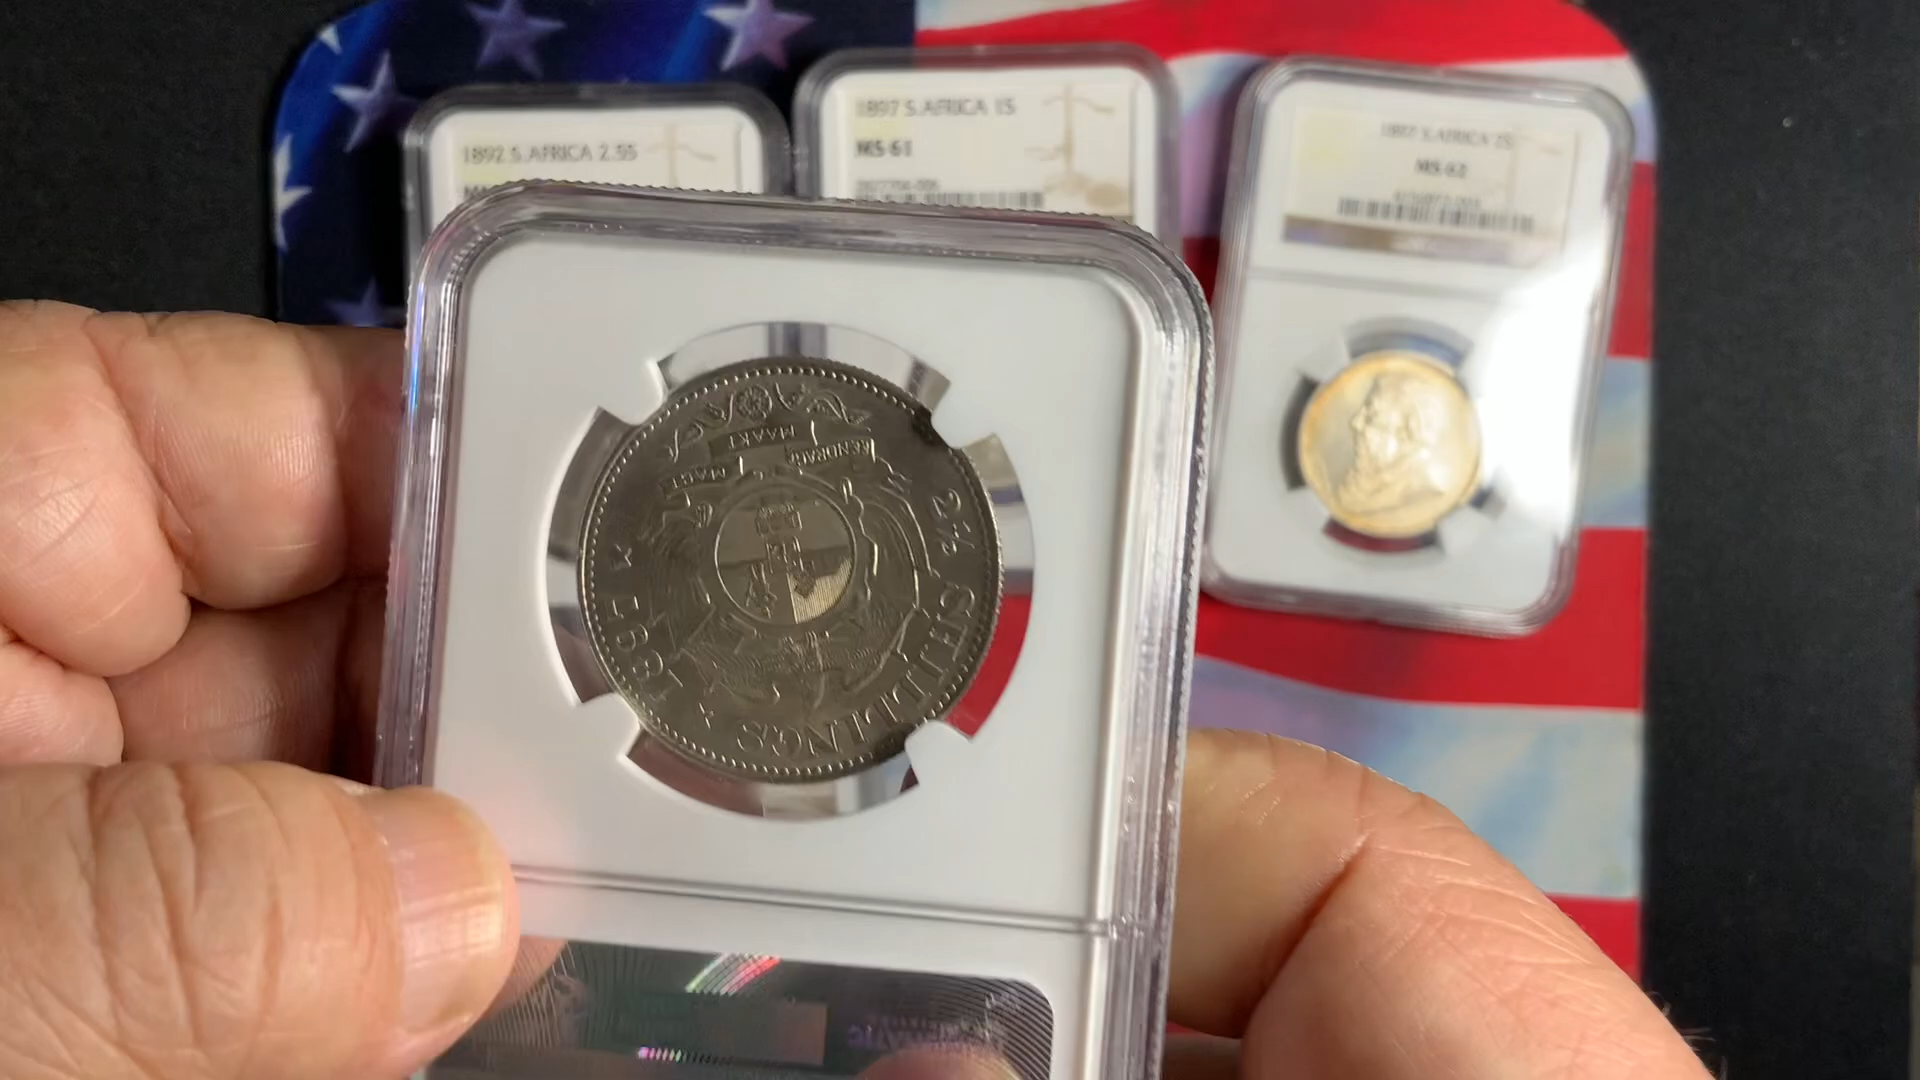 1892 S.AFRICA 2.5S
1897 S.AFRICA 1S
MS 61
1897 S.AFRICA 2S
MS 62
EENDRAGT
MAAKT
MAGT
2½ SHILLINGS
1897